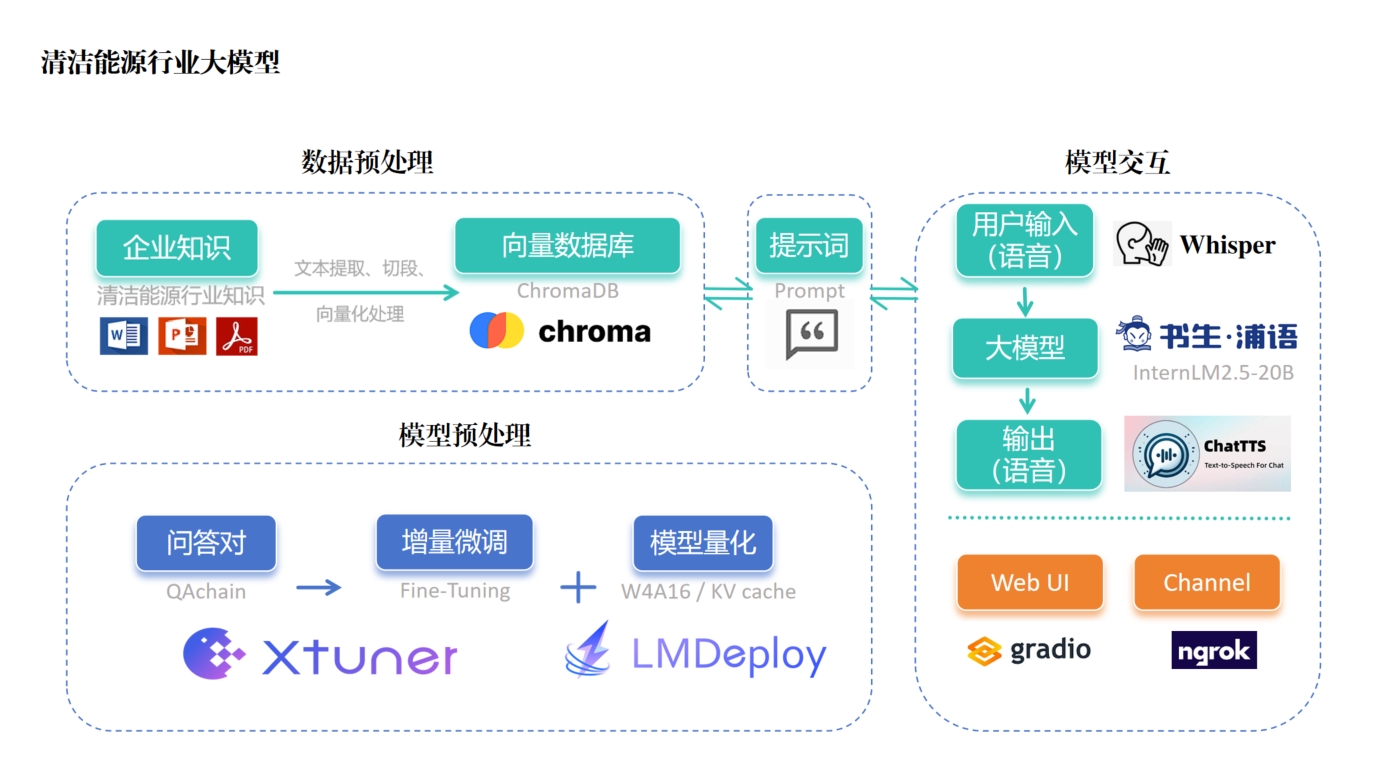 清洁能源行业大模型
数据预处理
企业知识
清洁能源行业知识
W
P
PDF
文本提取、切段、
向量化处理
向量数据库
ChromaDB
chroma
提示词
Prompt
模型交互
用户输入
（语音）
Whisper
大模型
书生·浦语
InternLM2.5-20B
输出
（语音）
ChatTTS
Text-to-Speech For Chat
Web UI
Channel
gradio
ngrok
模型预处理
问答对
QAchain
增量微调
Fine-Tuning
模型量化
W4A16 / KV cache
Xtuner
LMDeploy